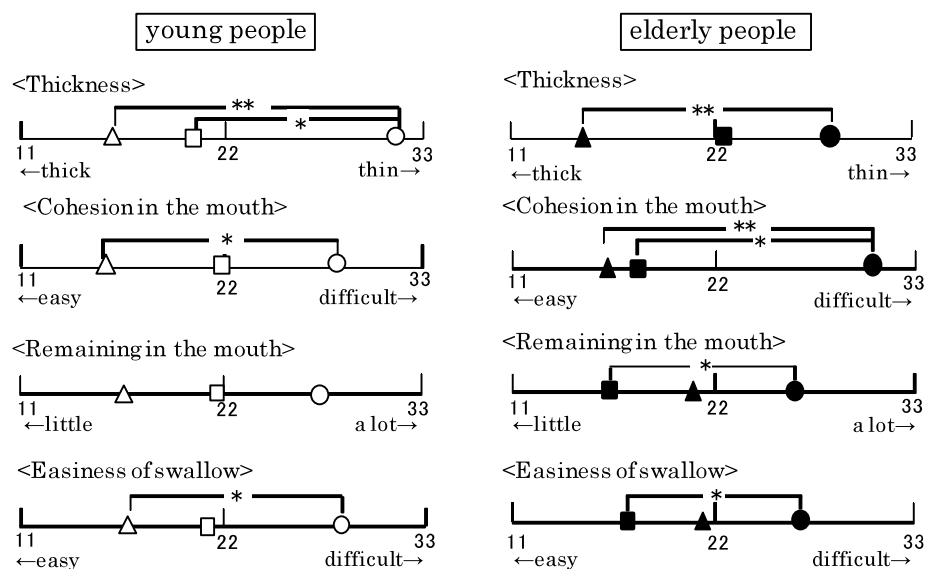 young people
<Thickness>
**
*
11 22 33
←thick thin→
<Cohesion in the mouth>
*
11 22 33
←easy difficult→
<Remaining in the mouth>
11 22 33
←little a lot→
<Easiness of swallow>
*
11 22 33
←easy difficult→
elderly people
<Thickness>
**
11 22 33
←thick thin→
<Cohesion in the mouth>
**
*
11 22 33
←easy difficult→
<Remaining in the mouth>
*
11 22 33
←little a lot→
<Easiness of swallow>
*
11 22 33
←easy difficult→